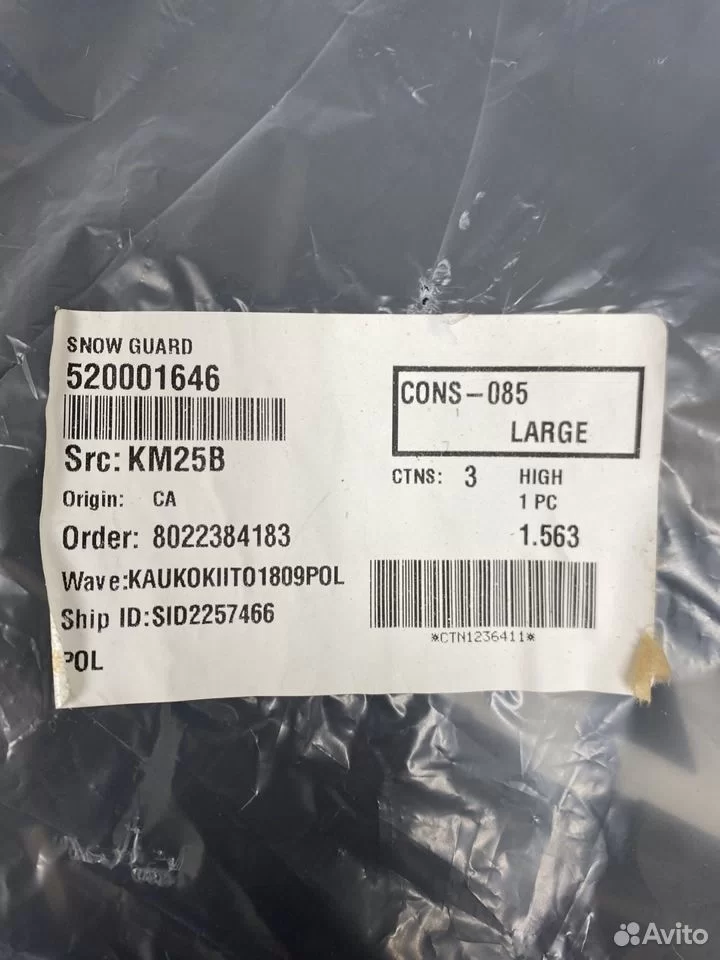 SNOW GUARD
520001646
Src: KM25B
Origin: CA
Order: 8022384183
Wave:KAUKOKIITO1809POL
Ship ID:SID2257466
POL
CONS-085
LARGE
CTNS: 3 HIGH
1 PC
1.563
*CTN1236411*
Avito